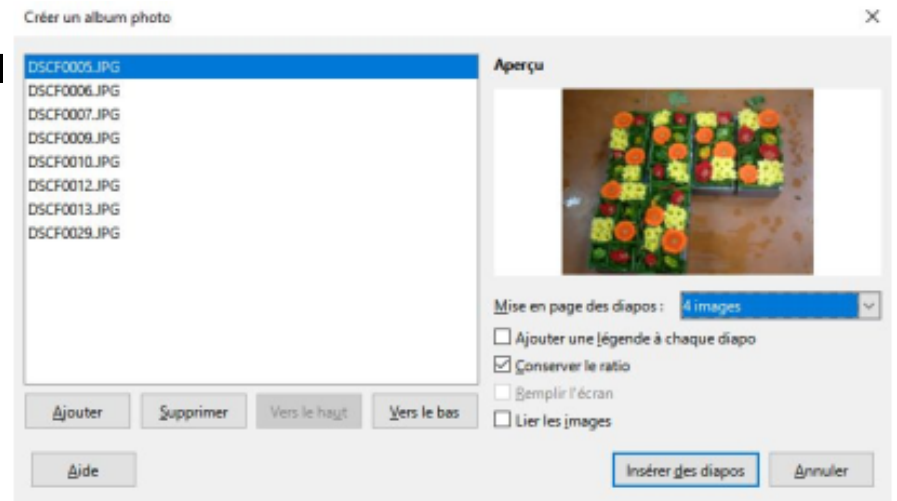 Créer un album photo
DSCF0005.JPG
DSCF0006.JPG
DSCF0007.JPG
DSCF0009.JPG
DSCF0010.JPG
DSCF0012.JPG
DSCF0013.JPG
DSCF0029.JPG
Ajouter Supprimer Vers le haut Vers le bas
Aide
Aperçu
Mise en page des diapos : 4 images
Ajouter une légende à chaque diapo
Conserver le ratio
Remplir l'écran
Lier les images
Insérer des diapos Annuler